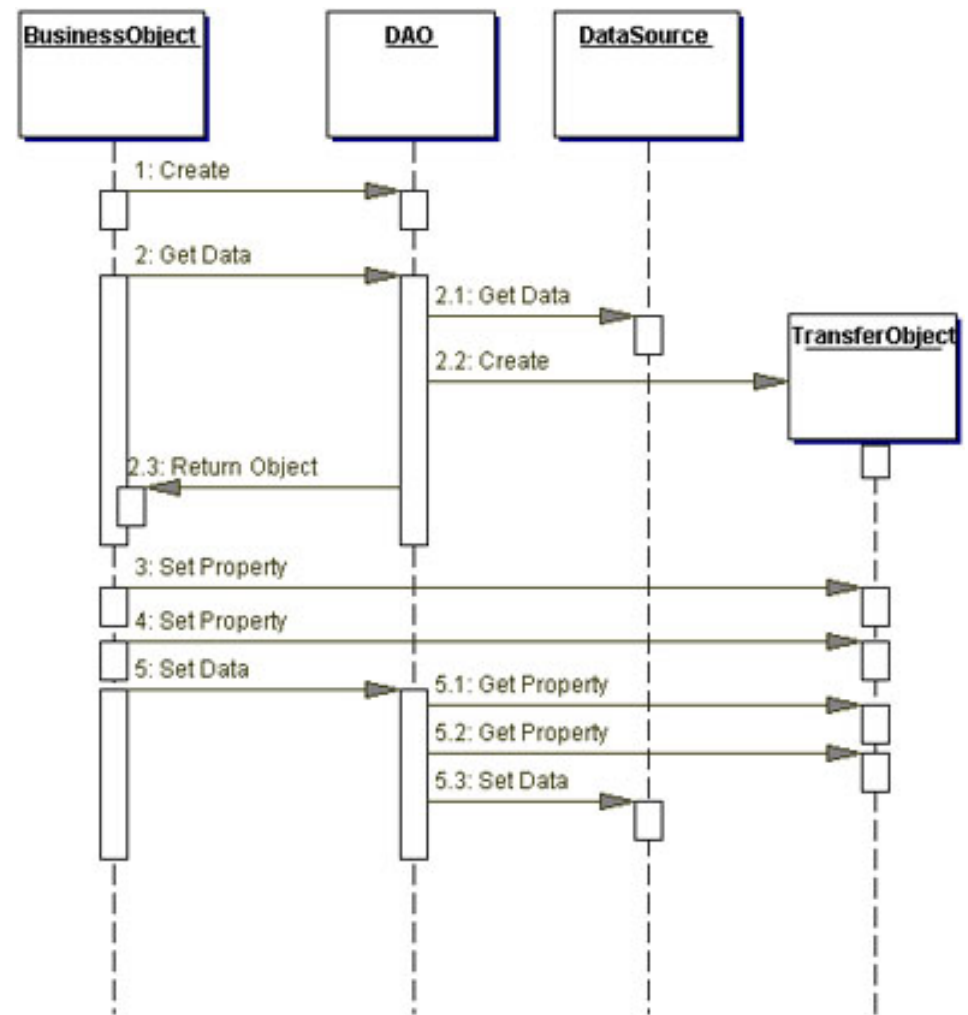 BusinessObject
DAO
DataSource
1: Create
2: Get Data
2.1: Get Data
TransferObject
2.2: Create
2.3: Return Object
3: Set Property
4: Set Property
5: Set Data
5.1: Get Property
5.2: Get Property
5.3: Set Data